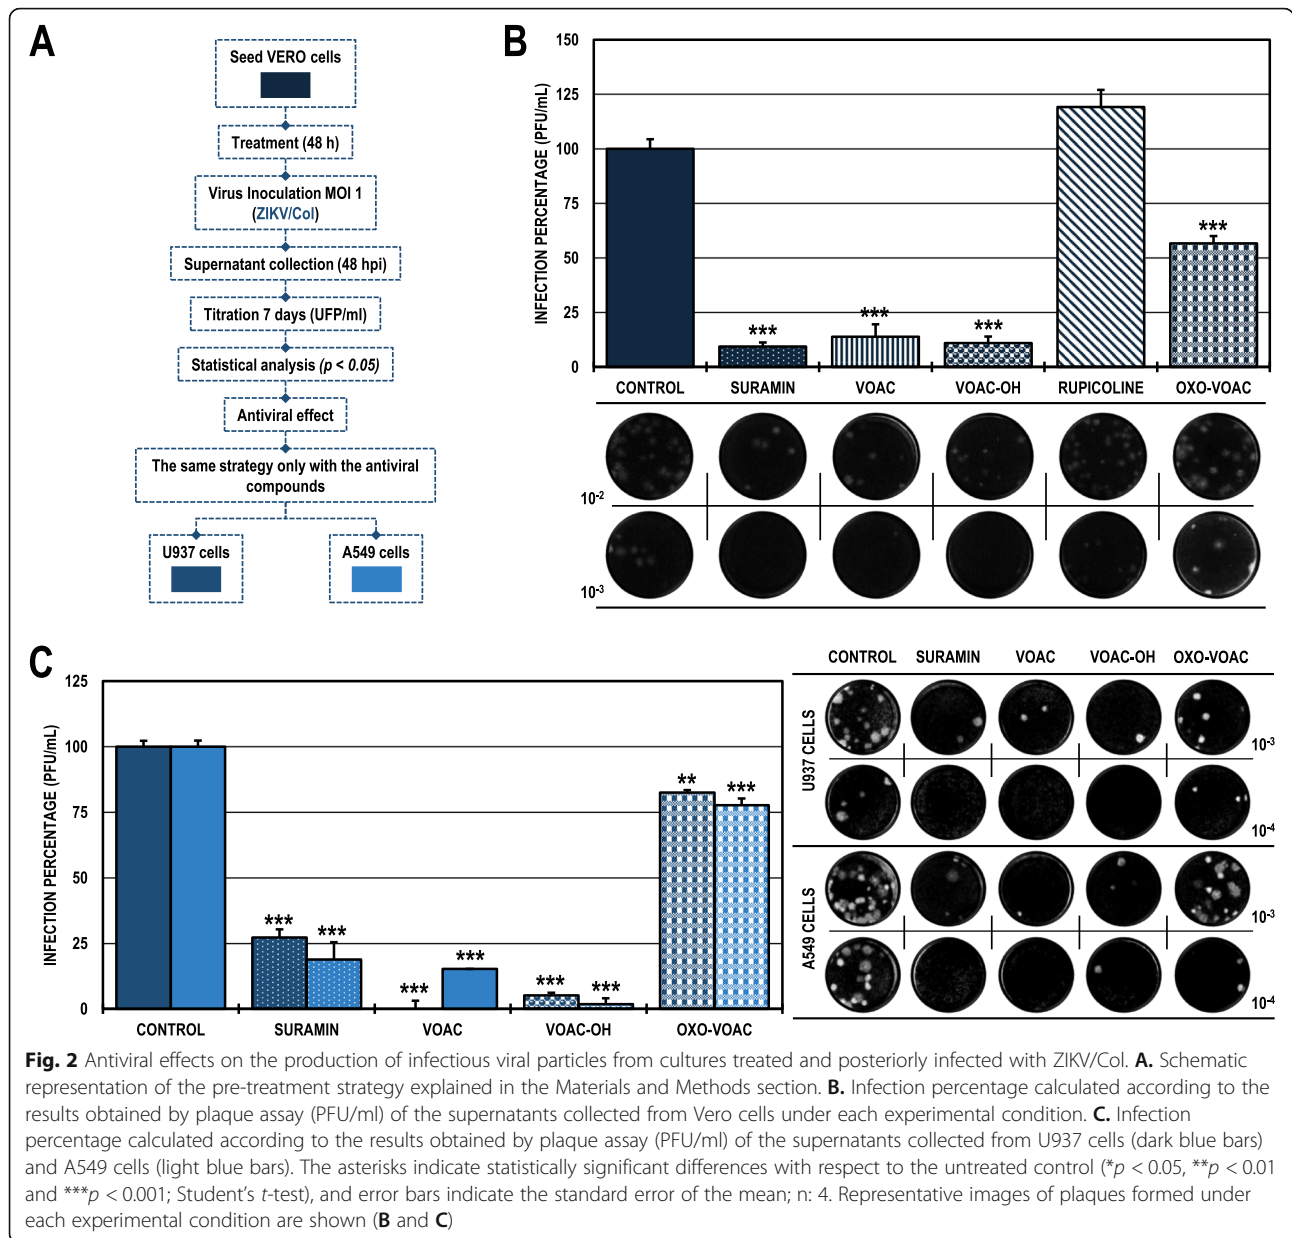 A
Seed VERO cells
Treatment (48 h)
Virus Inoculation MOI 1
(ZIKV/Col)
Supernatant collection (48 hpi)
Titration 7 days (UFP/ml)
Statistical analysis (p < 0.05)
Antiviral effect
The same strategy only with the antiviral
compounds
U937 cells
A549 cells
B
INFECTION PERCENTAGE (PFU/mL)
150
125
100
75
50
25
0
***
***
***
***
CONTROL SURAMIN VOAC VOAC-OH RUPICOLINE OXO-VOAC
10-2
10-3
C
INFECTION PERCENTAGE (PFU/mL)
125
100
75
50
25
0
*** *** *** *** *** *** ** ***
CONTROL SURAMIN VOAC VOAC-OH OXO-VOAC
CONTROL SURAMIN VOAC VOAC-OH OXO-VOAC
U937 CELLS
10-3
10-4
A549 CELLS
10-3
10-4
Fig. 2 Antiviral effects on the production of infectious viral particles from cultures treated and posteriorly infected with ZIKV/Col. A. Schematic
representation of the pre-treatment strategy explained in the Materials and Methods section. B. Infection percentage calculated according to the
results obtained by plaque assay (PFU/ml) of the supernatants collected from Vero cells under each experimental condition. C. Infection
percentage calculated according to the results obtained by plaque assay (PFU/ml) of the supernatants collected from U937 cells (dark blue bars)
and A549 cells (light blue bars). The asterisks indicate statistically significant differences with respect to the untreated control (*p < 0.05, **p < 0.01
and ***p < 0.001; Student's t-test), and error bars indicate the standard error of the mean; n: 4. Representative images of plaques formed under
each experimental condition are shown (B and C)